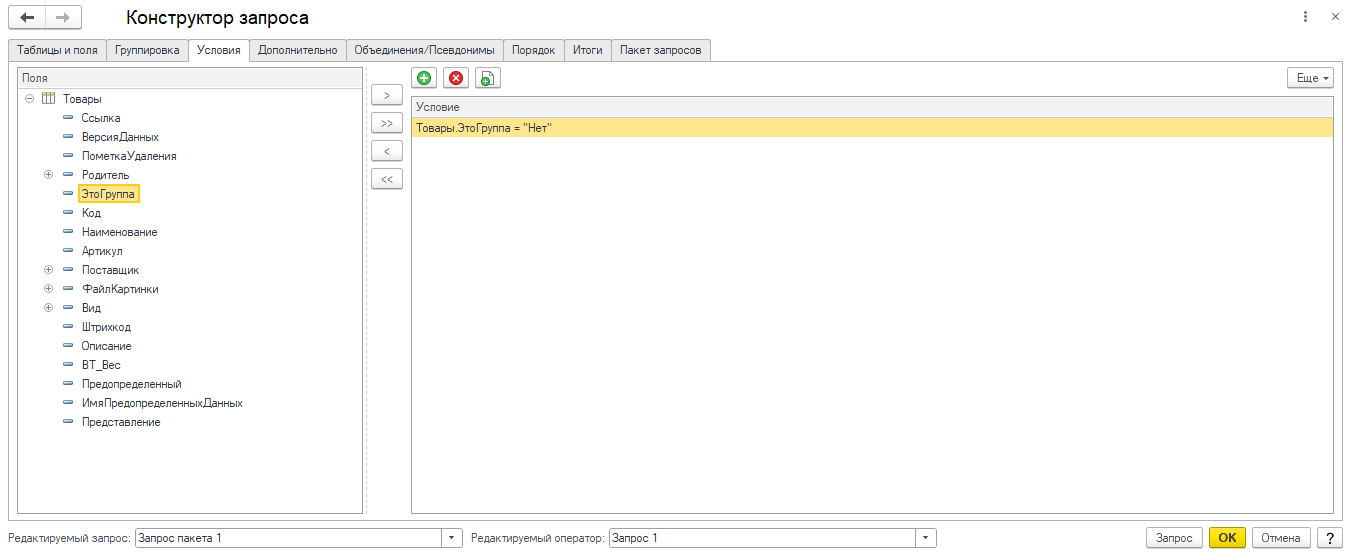 Конструктор запроса
Таблицы и поля Группировка Условия Дополнительно Объединения/Псевдонимы Порядок Итоги Пакет запросов
Поля
Товары
Ссылка
ВерсияДанных
ПометкаУдаления
Родитель
ЭтоГруппа
Код
Наименование
Артикул
Поставщик
ФайлКартинки
Вид
Штрихкод
Описание
ВТ_Вес
Предопределенный
ИмяПредопределенныхДанных
Представление
>
>>
<
<<
Еще
Условие
Товары.ЭтоГруппа = "Нет"
Редактируемый запрос: Запрос пакета 1 Редактируемый оператор: Запрос 1 Запрос OK Отмена ?